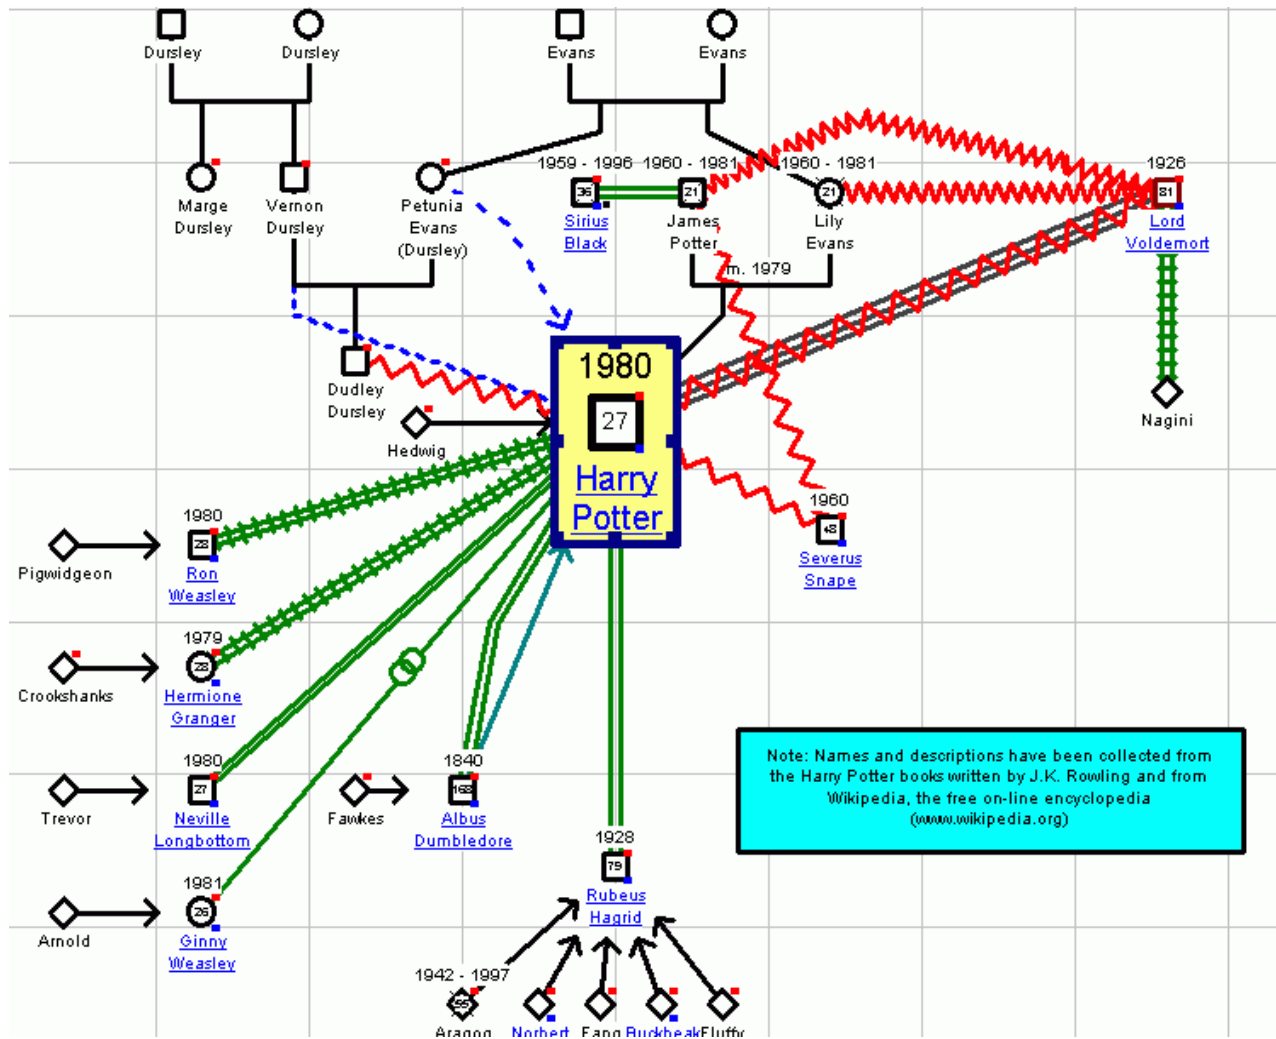 Dursley
Dursley
Evans
Evans
1959 - 1996
1960 - 1981
1960 - 1981
1926
36
21
21
81
Marge
Dursley
Vernon
Dursley
Petunia
Evans
(Dursley)
Sirius
Black
James
Potter
Lily
Evans
Lord
Voldemort
m. 1979
1980
27
Harry
Potter
Dudley
Dursley
Hedwig
Nagini
1980
28
Pigwidgeon
Ron
Weasley
1960
48
Severus
Snape
1979
28
Crookshanks
Hermione
Granger
1980
27
Trevor
Neville
Longbottom
1840
168
Fawkes
Albus
Dumbledore
Note: Names and descriptions have been collected from
the Harry Potter books written by J.K. Rowling and from
Wikipedia, the free on-line encyclopedia
(www.wikipedia.org)
1928
79
Rubeus
Hagrid
1981
26
Arnold
Ginny
Weasley
1942 - 1997
55
Aragog
Norbert
Fang
Buckbeak
Fluffy